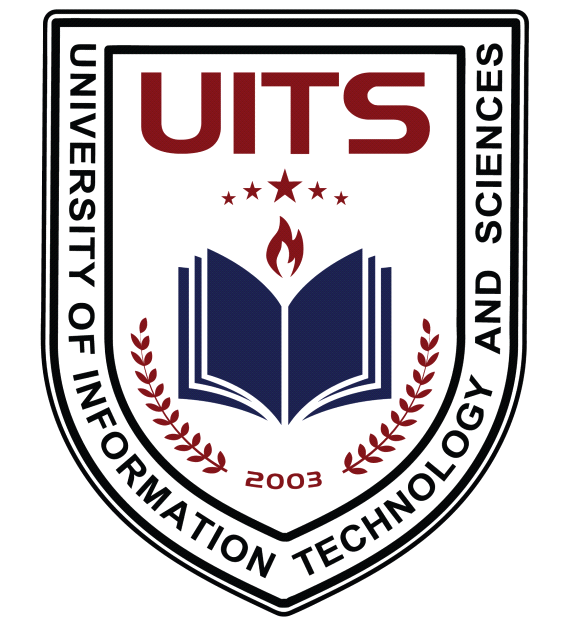 UITS
2003
UNIVERSITY OF INFORMATION TECHNOLOGY AND SCIENCES